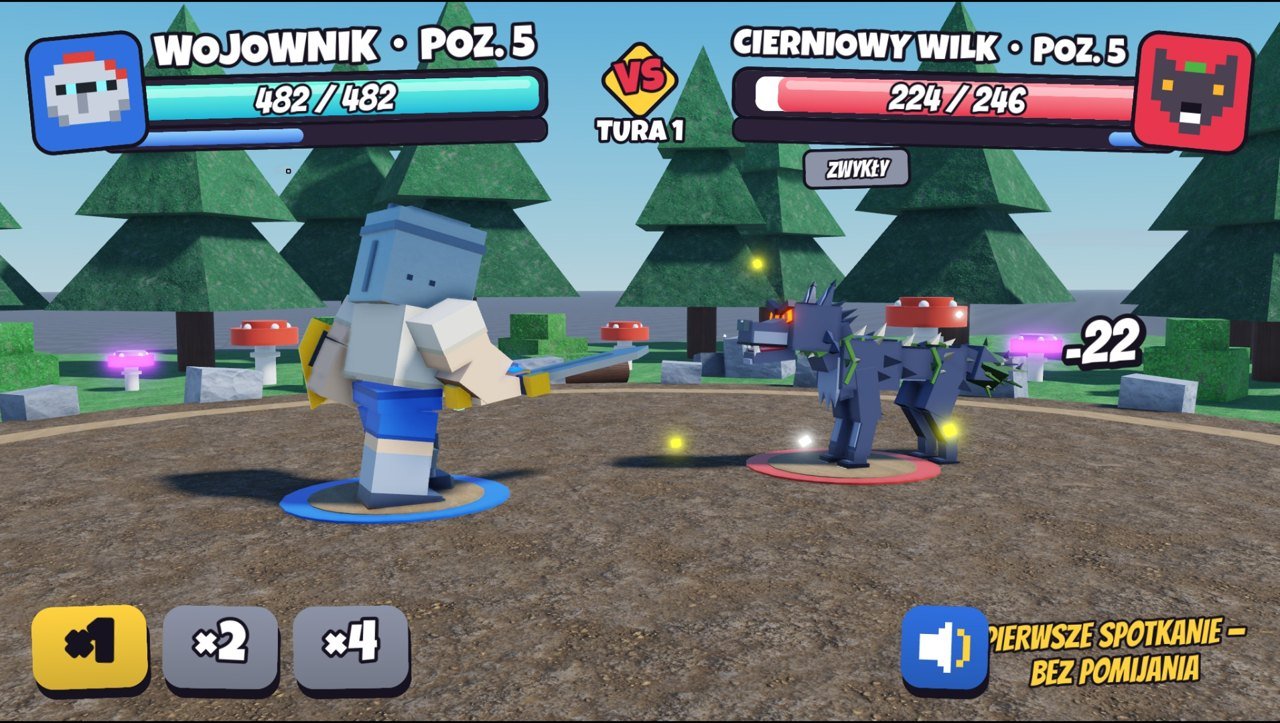 WOJOWNIK • POZ. 5
482 / 482
VS
TURA 1
CIERNIOWY WILK • POZ. 5
224 / 246
ZWYKŁY
-22
×1
×2
×4
PIERWSZE SPOTKANIE –
BEZ POMIJANIA